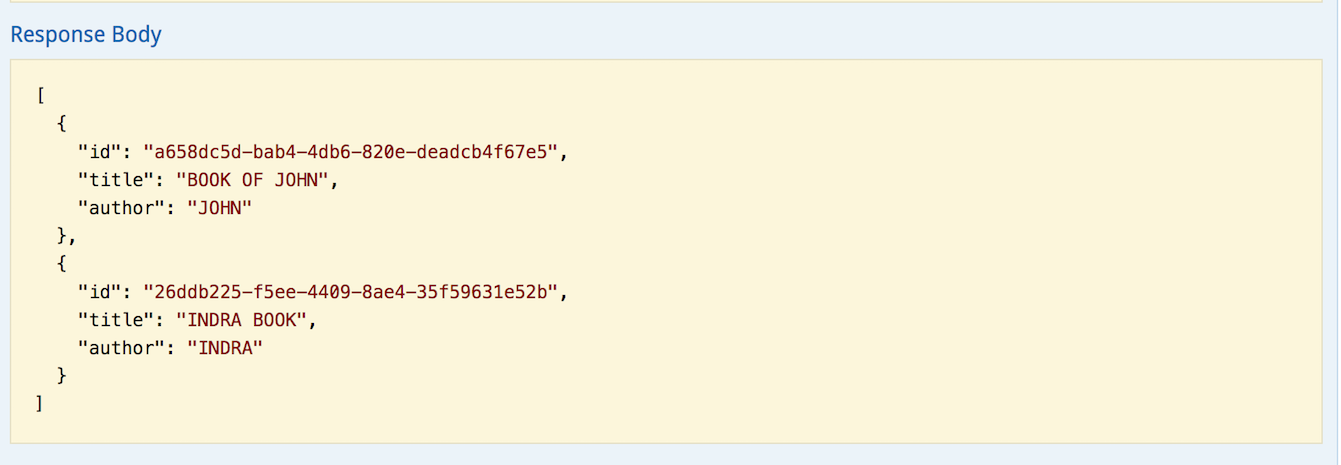 Response Body
[
  {
    "id": "a658dc5d-bab4-4db6-820e-deadcb4f67e5",
    "title": "BOOK OF JOHN",
    "author": "JOHN"
  },
  {
    "id": "26ddb225-f5ee-4409-8ae4-35f59631e52b",
    "title": "INDRA BOOK",
    "author": "INDRA"
  }
]